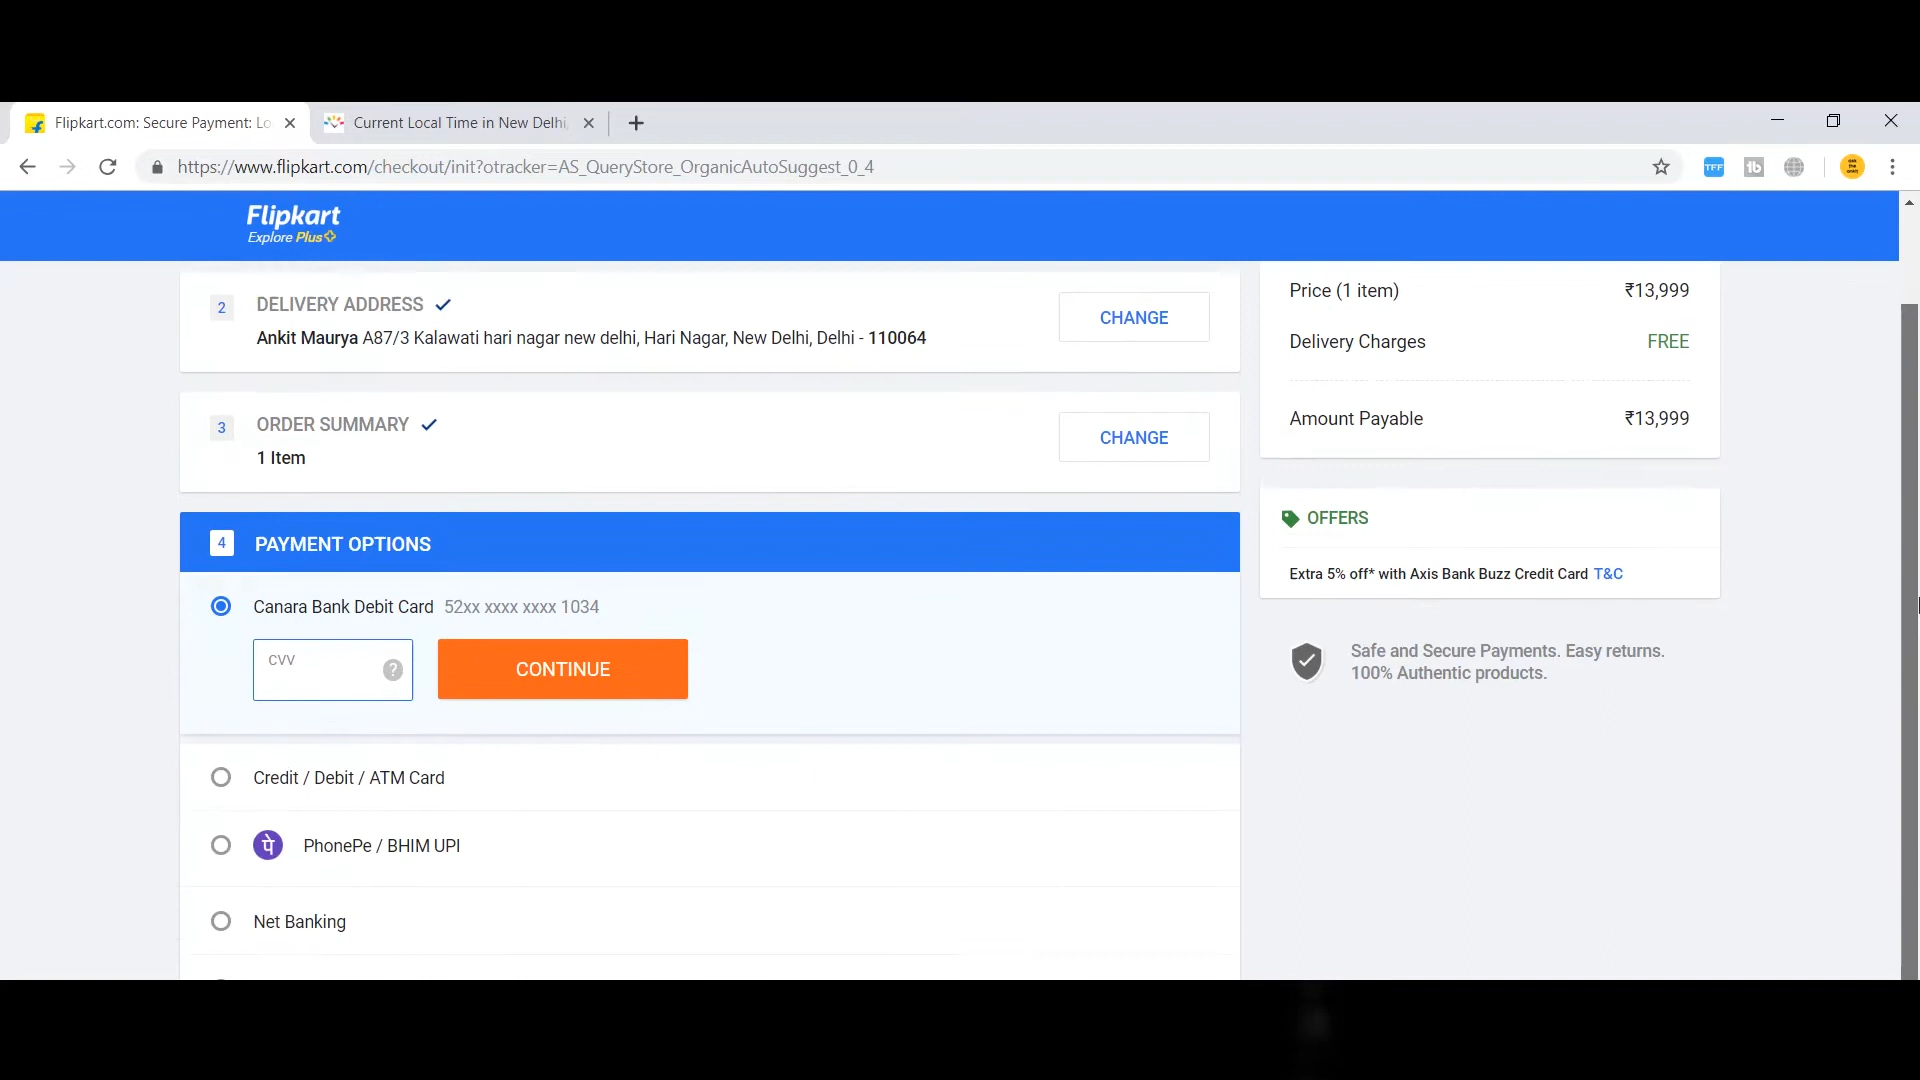 Flipkart.com: Secure Payment: Lo
Current Local Time in New Delhi,
https://www.flipkart.com/checkout/init?otracker=AS_QueryStore_OrganicAutoSuggest_0_4
TFF
tb
Flipkart
Explore Plus
2 DELIVERY ADDRESS
Ankit Maurya A87/3 Kalawati hari nagar new delhi, Hari Nagar, New Delhi, Delhi - 110064
CHANGE
3 ORDER SUMMARY
1 Item
CHANGE
4 PAYMENT OPTIONS
Canara Bank Debit Card 52xx xxxx xxxx 1034
CVV
?
CONTINUE
Credit / Debit / ATM Card
पे PhonePe / BHIM UPI
Net Banking
Price (1 item) ₹13,999
Delivery Charges FREE
Amount Payable ₹13,999
OFFERS
Extra 5% off* with Axis Bank Buzz Credit Card T&C
Safe and Secure Payments. Easy returns.
100% Authentic products.